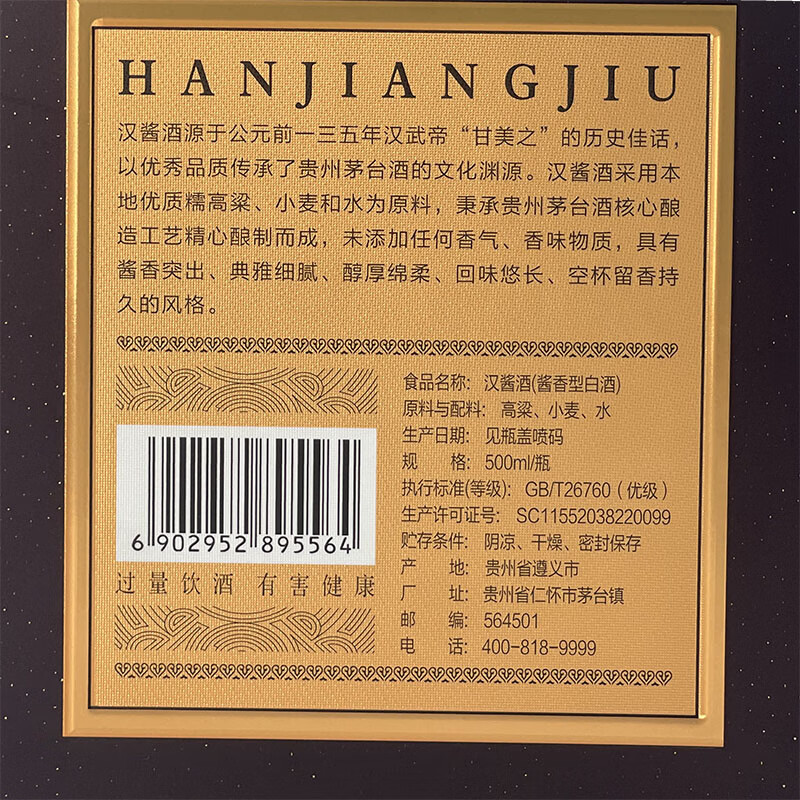 HANJIANGJIU
汉酱酒源于公元前一三五年汉武帝“甘美之”的历史佳话，
以优秀品质传承了贵州茅台酒的文化渊源。汉酱酒采用本
地优质糯高粱、小麦和水为原料，秉承贵州茅台酒核心酿
造工艺精心酿制而成，未添加任何香气、香味物质，具有
酱香突出、典雅细腻、醇厚绵柔、回味悠长、空杯留香持
久的风格。
食品名称：汉酱酒(酱香型白酒)
原料与配料：高粱、小麦、水
生产日期：见瓶盖喷码
规 格：500ml/瓶
执行标准(等级)：GB/T26760（优级）
生产许可证号：SC11552038220099
贮存条件：阴凉、干燥、密封保存
产 地：贵州省遵义市
厂 址：贵州省仁怀市茅台镇
邮 编：564501
电 话：400-818-9999
6 902952 895564
过量饮酒 有害健康